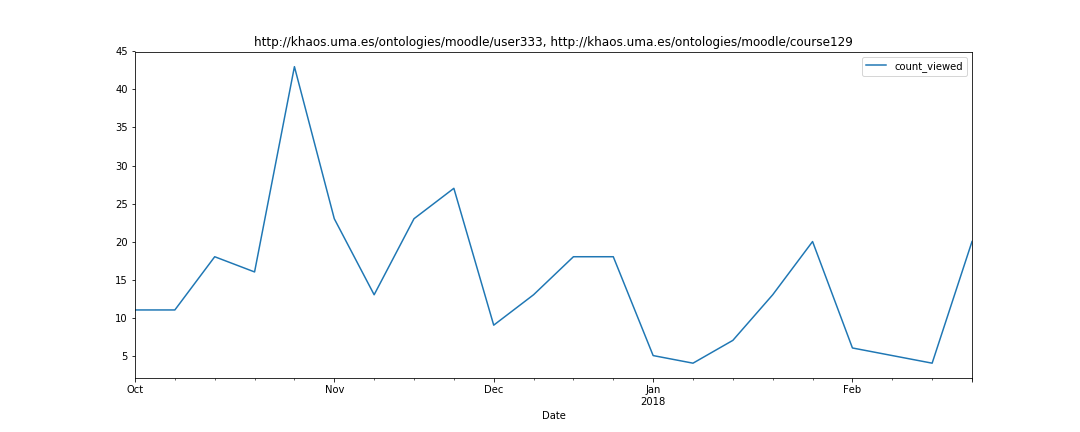 http://khaos.uma.es/ontologies/moodle/user333, http://khaos.uma.es/ontologies/moodle/course129
count_viewed
45
40
35
30
25
20
15
10
5
Oct Nov Dec Jan Feb
2018
Date